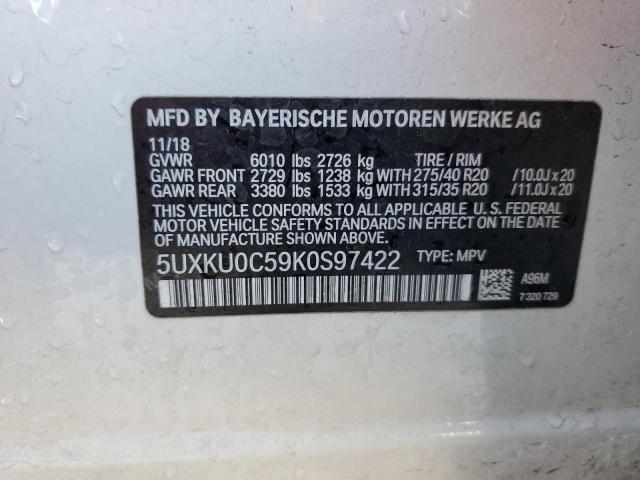 MFD BY BAYERISCHE MOTOREN WERKE AG
11/18
GVWR 6010 lbs 2726 kg TIRE / RIM
GAWR FRONT 2729 lbs 1238 kg WITH 275/40 R20 /10.0J x 20
GAWR REAR 3380 lbs 1533 kg WITH 315/35 R20 /11.0J x 20
THIS VEHICLE CONFORMS TO ALL APPLICABLE U. S. FEDERAL
MOTOR VEHICLE SAFETY STANDARDS IN EFFECT ON THE DATE
OF MANUFACTURE SHOWN ABOVE.
5UXKU0C59K0S97422 TYPE: MPV
A96M
7 320 729